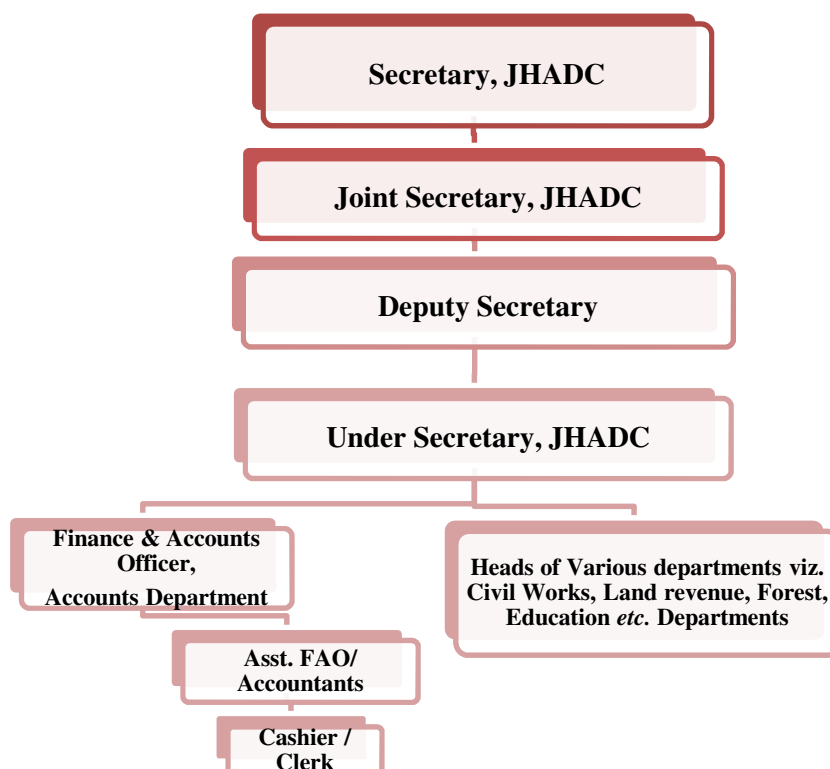 Secretary, JHADC
Joint Secretary, JHADC
Deputy Secretary
Under Secretary, JHADC
Finance & Accounts
Officer,
Accounts Department
Heads of Various departments viz.
Civil Works, Land revenue, Forest,
Education etc. Departments
Asst. FAO/
Accountants
Cashier /
Clerk